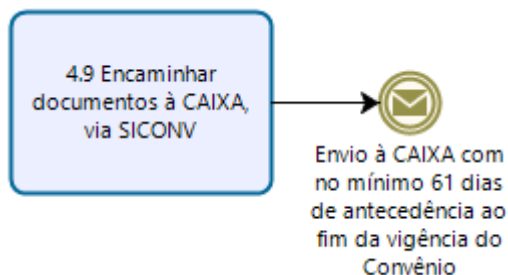 4.9 Encaminhar
documentos à CAIXA,
via SICONV
Envio à CAIXA com
no mínimo 61 dias
de antecedência ao
fim da vigência do
Convênio